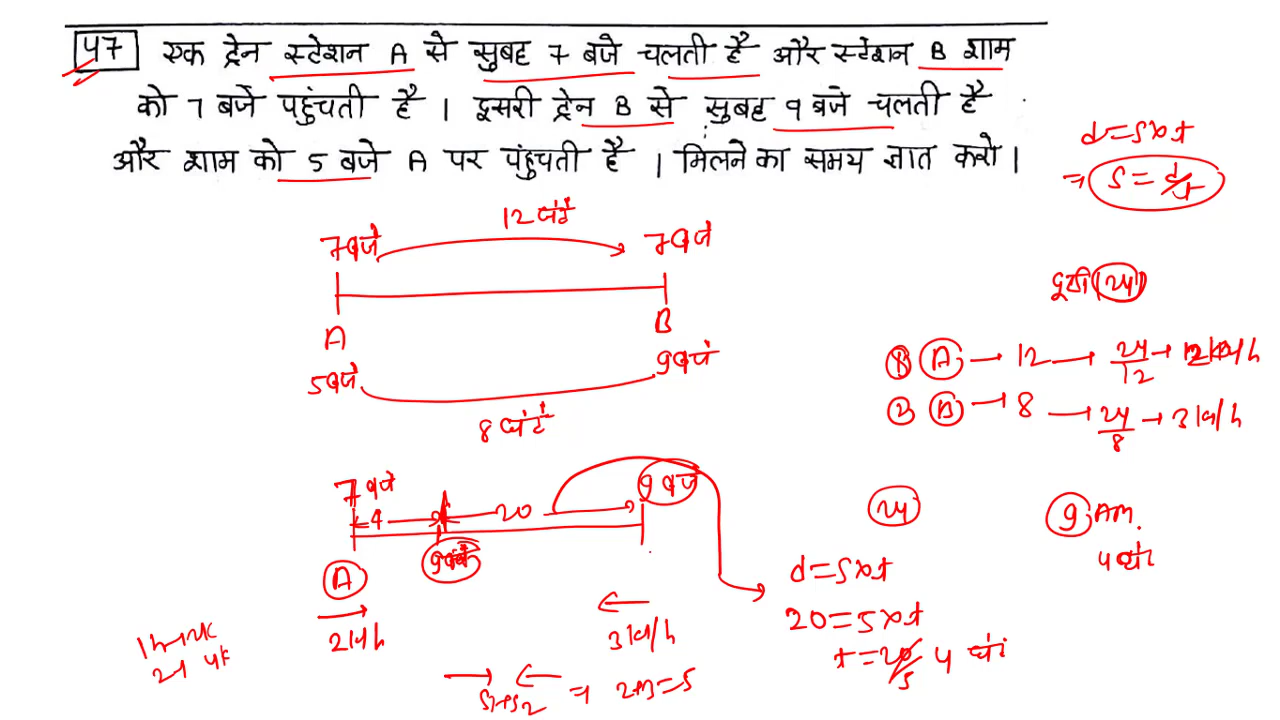 47 एक ट्रेन स्टेशन A से सुबह 7 बजे चलती है और स्टेशन B शाम
को 7 बजे पहुंचती है । दूसरी ट्रेन B से सुबह 9 बजे चलती है
और शाम को 5 बजे A पर पंहुचती है । मिलने का समय ज्ञात करो ।
d=s×t
⇒ s = d/t
12 घंटे
7 बजे 7 बजे
A B
5 बजे 9 बजे
8 घंटे
दूरी (24)
① A → 12 → 24/12 → 2 km/h
② B → 8 → 24/8 → 3 km/h
7 बजे 9 बजे
4 20
9 बजे
A
24
9 AM.
4 घंटे
d=s×t
20=5×t
t=20/5 4 घंटे
2 km/h 3 km/h
S1+S2 ⇒ 2+3=5